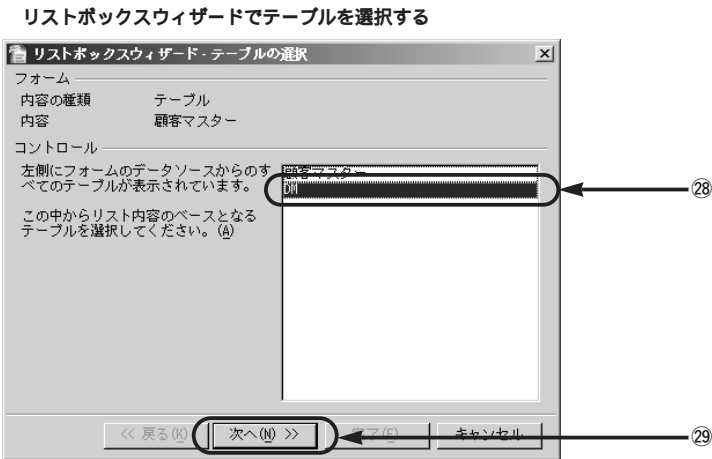 リストボックスウィザードでテーブルを選択する
リストボックスウィザード - テーブルの選択
フォーム
内容の種類 テーブル
内容 顧客マスター
コントロール
左側にフォームのデータソースからのす
べてのテーブルが表示されています。
この中からリスト内容のベースとなる
テーブルを選択してください。(A)
顧客マスター
DM
㉘
<< 戻る(K) 次へ(N) >> 完了(F) キャンセル
㉙